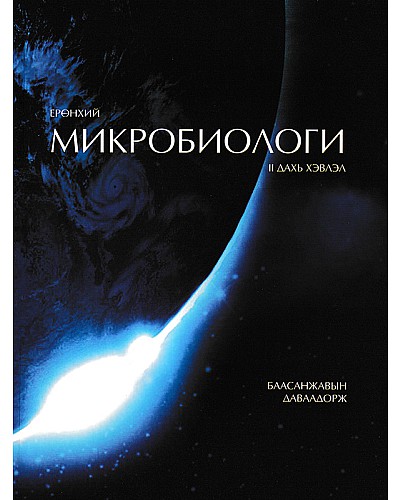 ЕРӨНХИЙ
МИКРОБИОЛОГИ
II ДАХЬ ХЭВЛЭЛ
БААСАНЖАВЫН
ДАВААДОРЖ